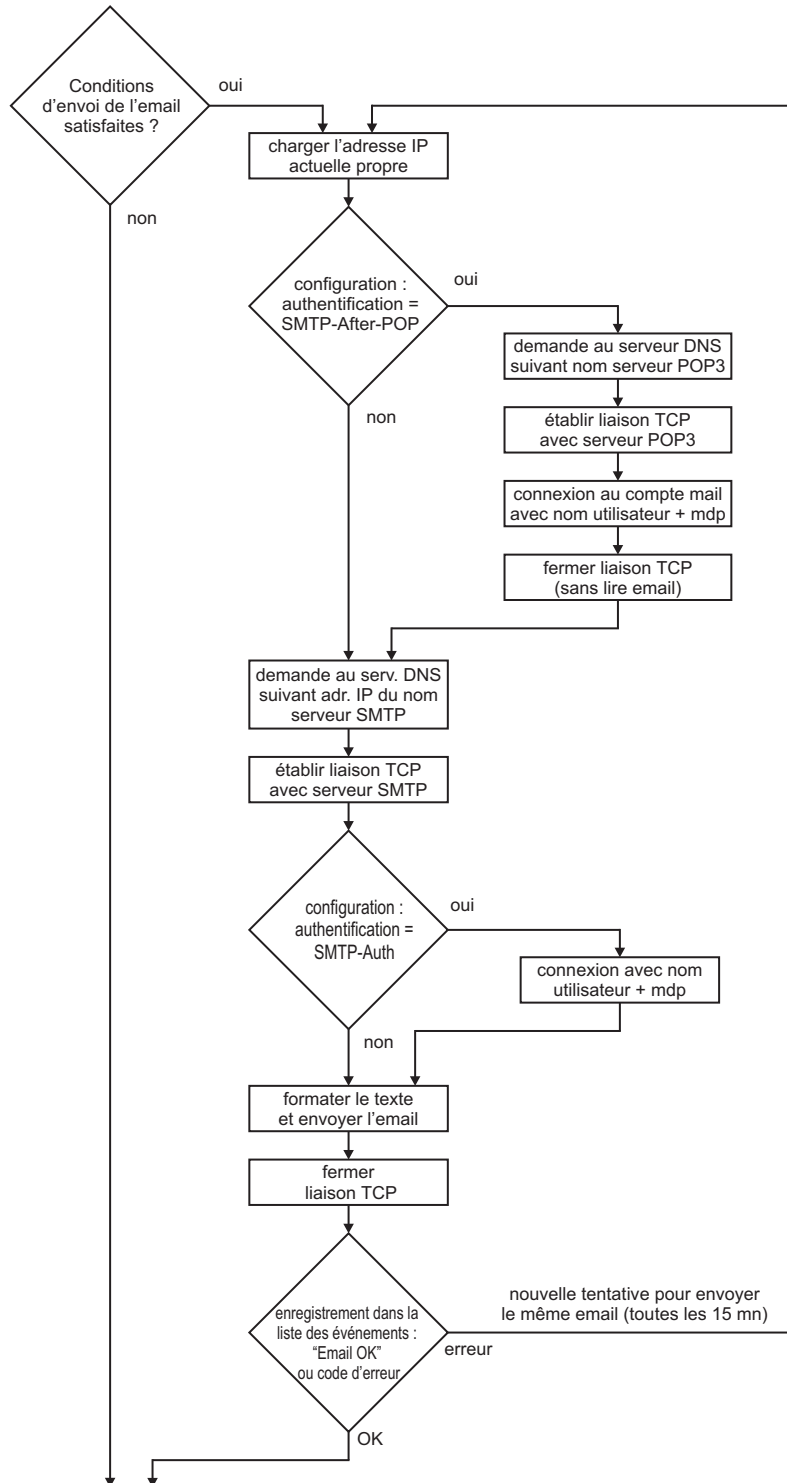 Conditions
d'envoi de l'email
satisfaites ?
oui
non
charger l'adresse IP
actuelle propre
configuration :
authentification =
SMTP-After-POP
oui
non
demande au serveur DNS
suivant nom serveur POP3
établir liaison TCP
avec serveur POP3
connexion au compte mail
avec nom utilisateur + mdp
fermer liaison TCP
(sans lire email)
demande au serv. DNS
suivant adr. IP du nom
serveur SMTP
établir liaison TCP
avec serveur SMTP
configuration :
authentification =
SMTP-Auth
oui
non
connexion avec nom
utilisateur + mdp
formater le texte
et envoyer l'email
fermer
liaison TCP
enregistrement dans la
liste des événements :
“Email OK”
ou code d'erreur
erreur
nouvelle tentative pour envoyer
le même email (toutes les 15 mn)
OK